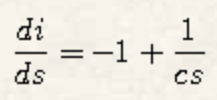 di/ds = -1 + 1/cs